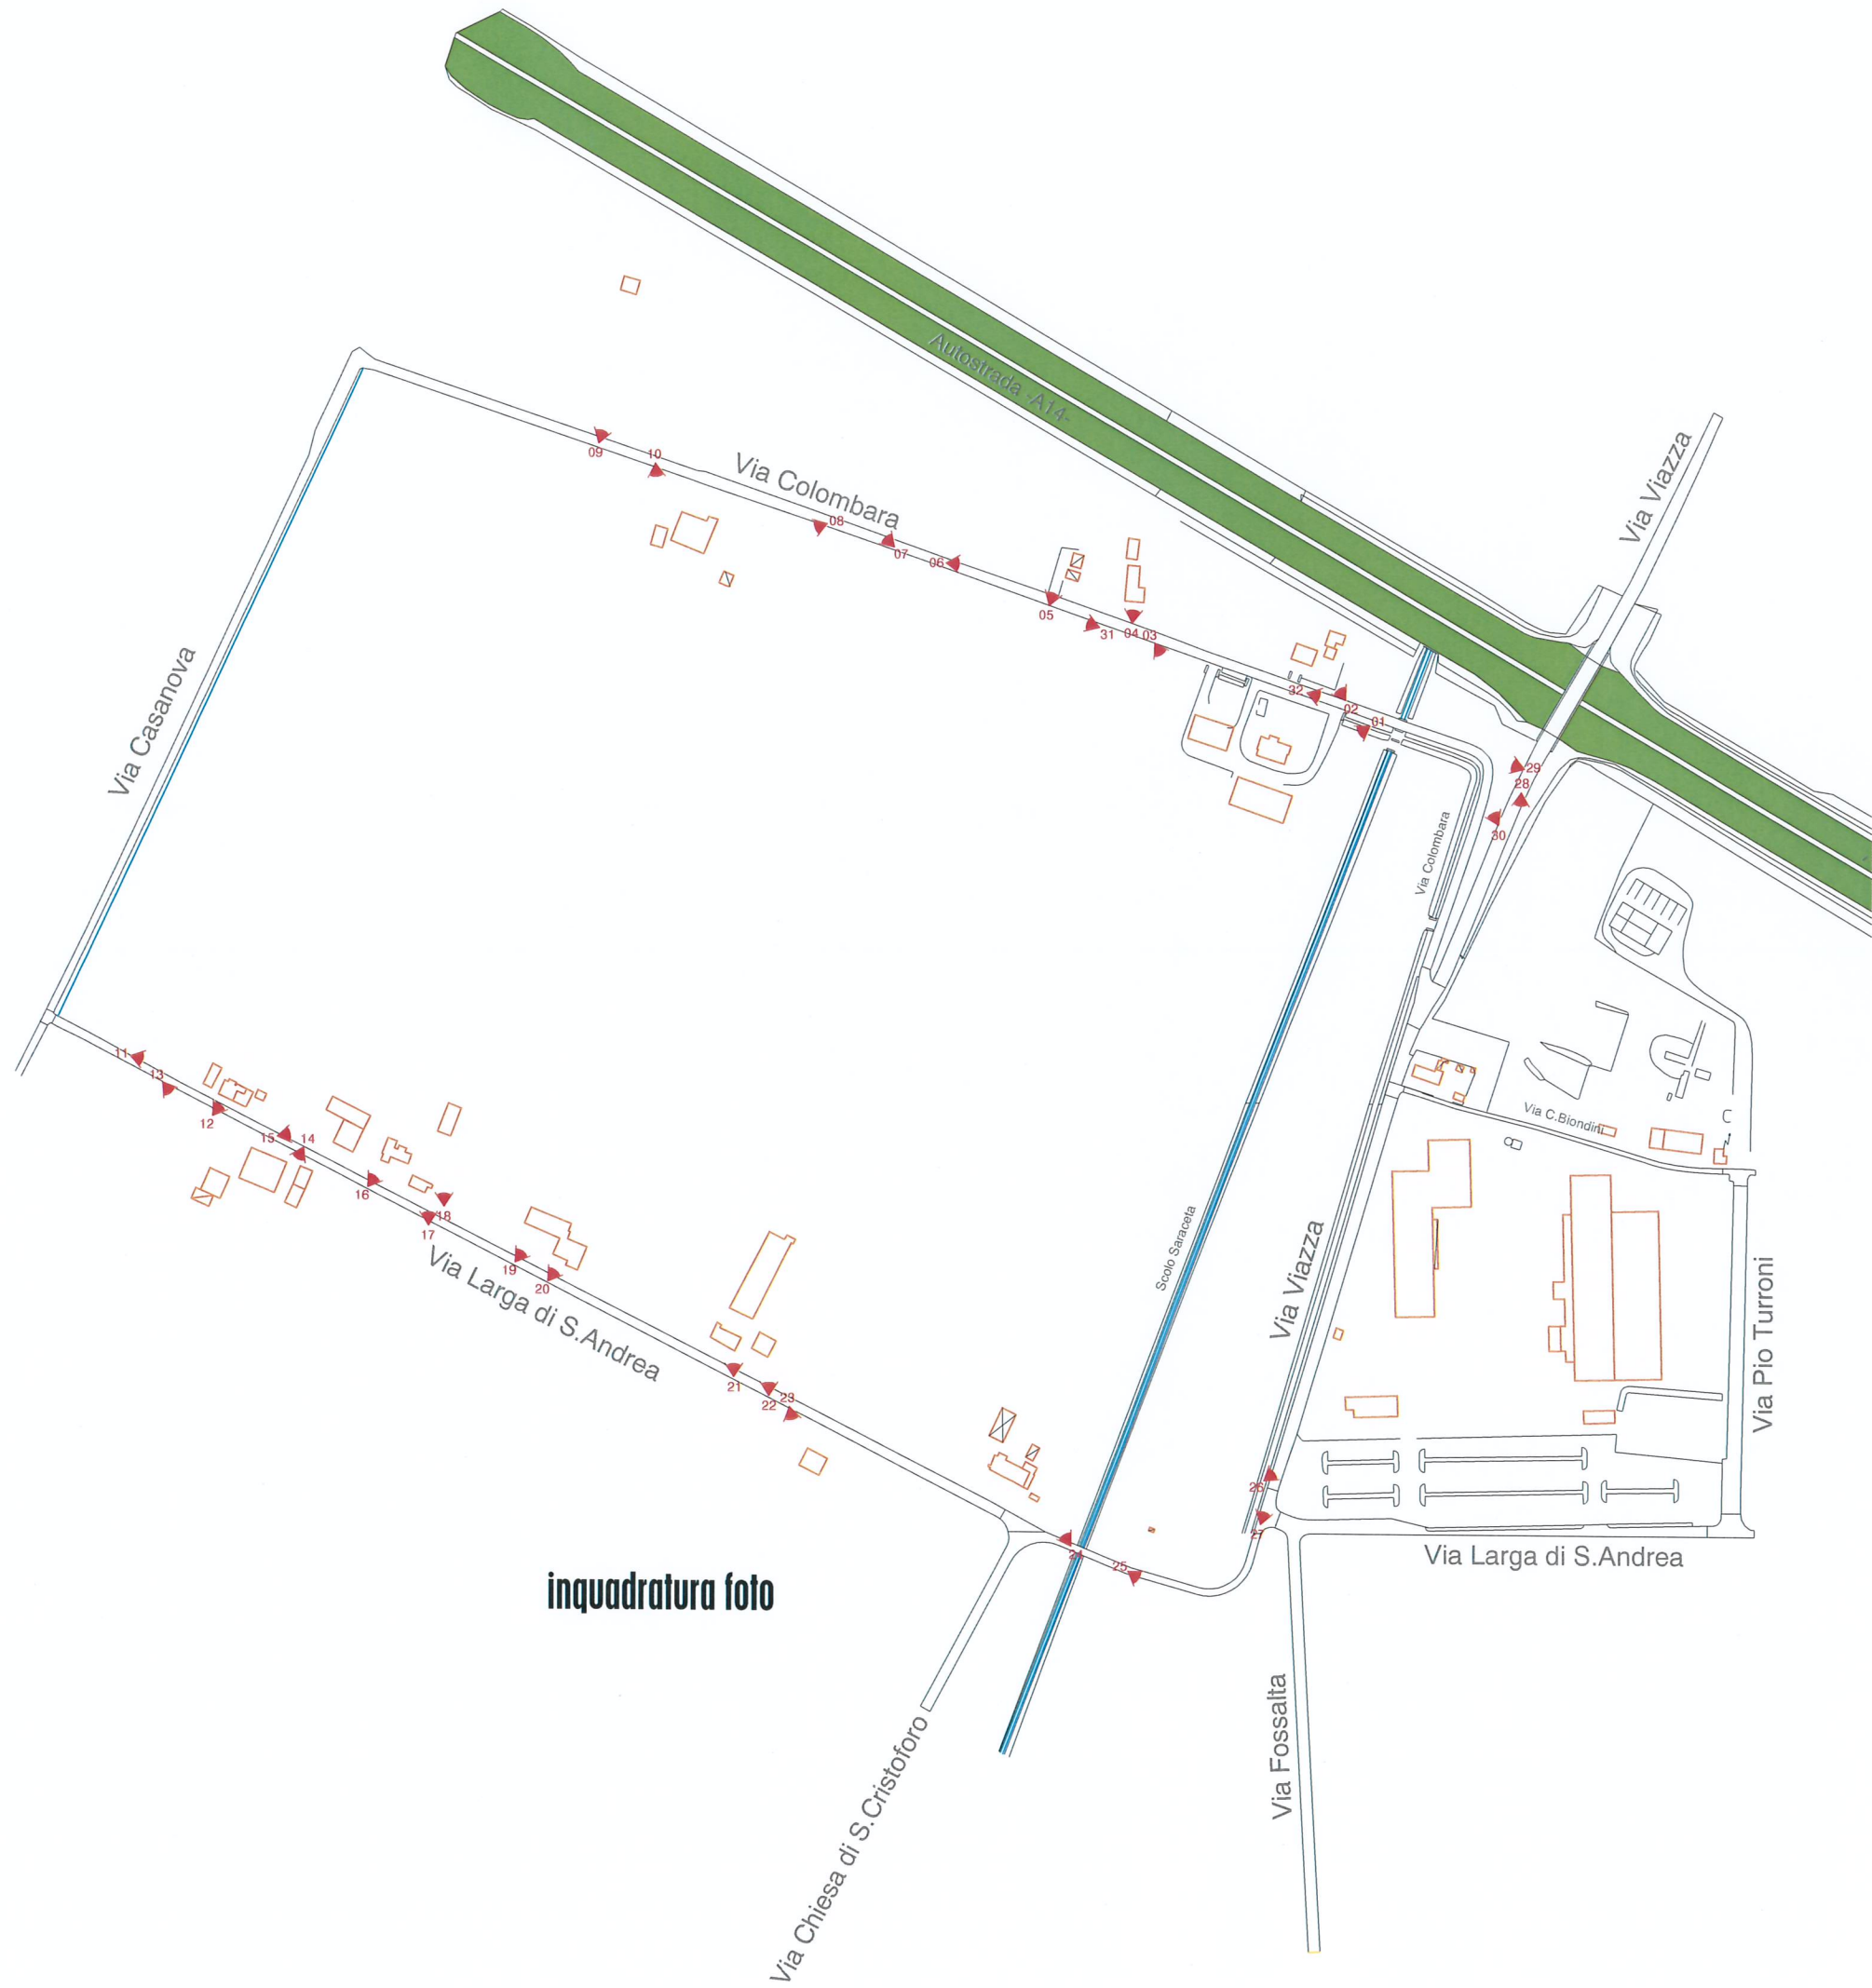 Autostrada -A14-
Via Viazza
09
10
Via Colombara
08
07
06
05
31
04
03
32
02
01
29
28
30
Via Casanova
Via Colombara
11
13
12
15
14
16
18
17
19
20
Via Larga di S.Andrea
21
23
22
Scolo Saraceta
Via Viazza
Via C.Biondini
Via Pio Turroni
26
27
24
25
Via Larga di S.Andrea
inquadratura foto
Via Chiesa di S.Cristoforo
Via Fossalta